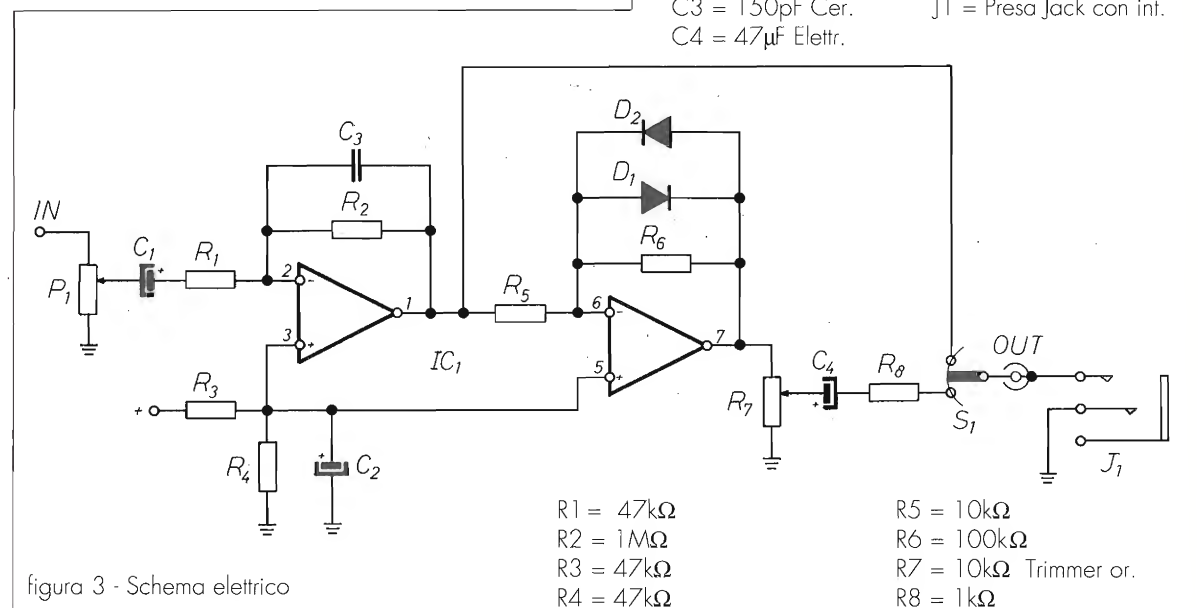 C3 = 150pF Cer.
J1 = Presa Jack con int.
C4 = 47µF Elettr.
D2
D1
C3
R2
R6
IN
C1
R1
P1
2
-
3
+
1
IC1
R5
6
-
5
+
7
OUT
C4
R8
R7
S1
J1
R3
+
R4
+
C2
+
+
R1 = 47kΩ
R2 = 1MΩ
R3 = 47kΩ
R4 = 47kΩ
R5 = 10kΩ
R6 = 100kΩ
R7 = 10kΩ Trimmer or.
R8 = 1kΩ
figura 3 - Schema elettrico